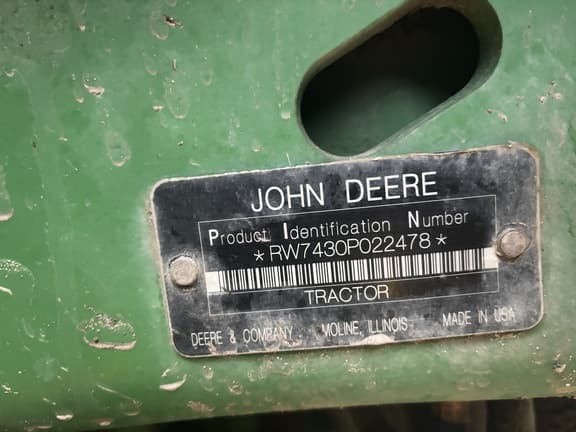 JOHN DEERE
Product Identification Number
*RW7430P022478*
TRACTOR
DEERE & COMPANY MOLINE, ILLINOIS MADE IN USA